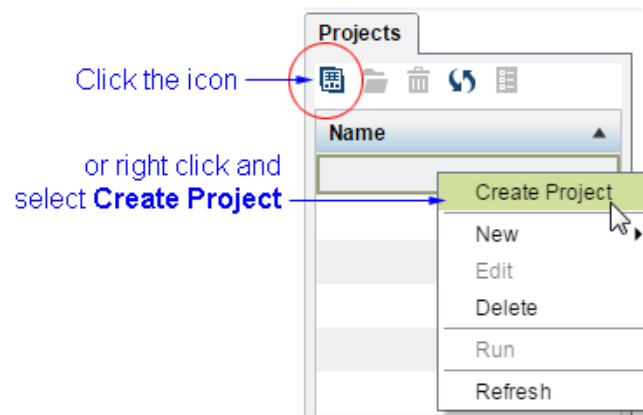 Projects
Click the icon
Name
or right click and
select Create Project
Create Project
New
Edit
Delete
Run
Refresh